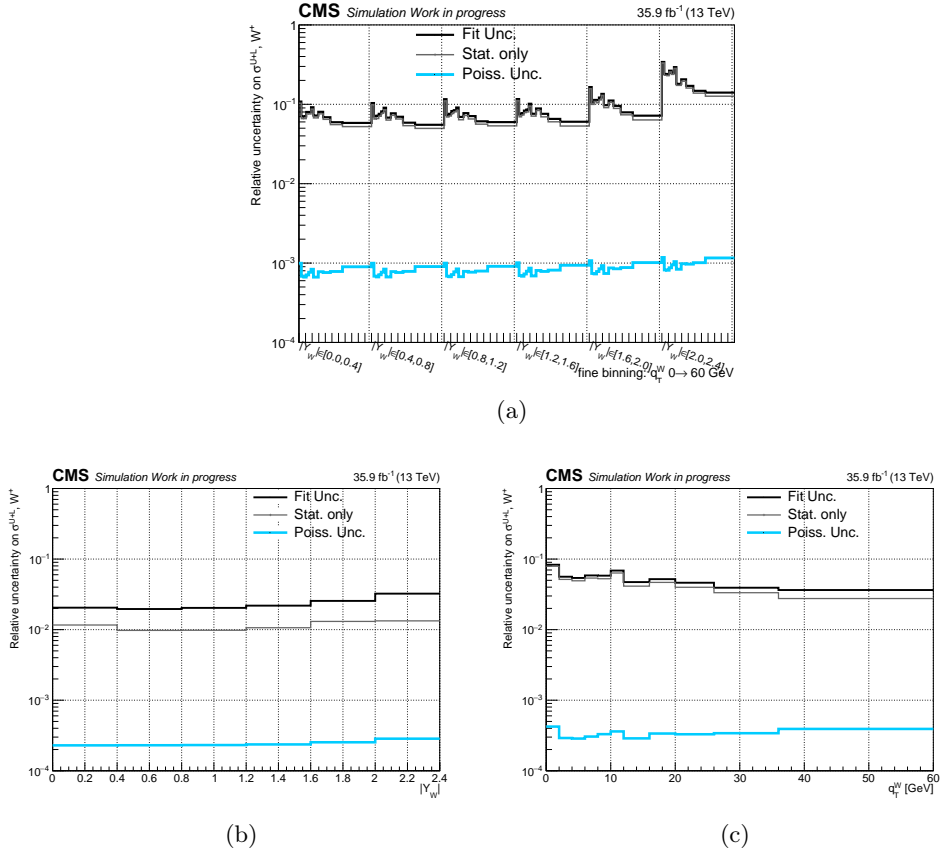 CMS Simulation Work in progress 35.9 fb⁻¹ (13 TeV)
Relative uncertainty on σ^{U+L}, W⁺
Fit Unc.
Stat. only
Poiss. Unc.
10⁻¹
10⁻²
10⁻³
10⁻⁴
1
|Y_W|∈[0.0,0.4] |Y_W|∈[0.4,0.8] |Y_W|∈[0.8,1.2] |Y_W|∈[1.2,1.6] |Y_W|∈[1.6,2.0] |Y_W|∈[2.0,2.4]
fine binning: q_T^W 0→ 60 GeV
(a)
CMS Simulation Work in progress 35.9 fb⁻¹ (13 TeV)
Relative uncertainty on σ^{U+L}, W⁺
1
Fit Unc.
Stat. only
Poiss. Unc.
10⁻¹
10⁻²
10⁻³
10⁻⁴
0 0.2 0.4 0.6 0.8 1 1.2 1.4 1.6 1.8 2 2.2 2.4
|Y_W|
(b)
CMS Simulation Work in progress 35.9 fb⁻¹ (13 TeV)
Relative uncertainty on σ^{U+L}, W⁺
1
Fit Unc.
Stat. only
Poiss. Unc.
10⁻¹
10⁻²
10⁻³
10⁻⁴
0 10 20 30 40 50 60
q_T^W [GeV]
(c)